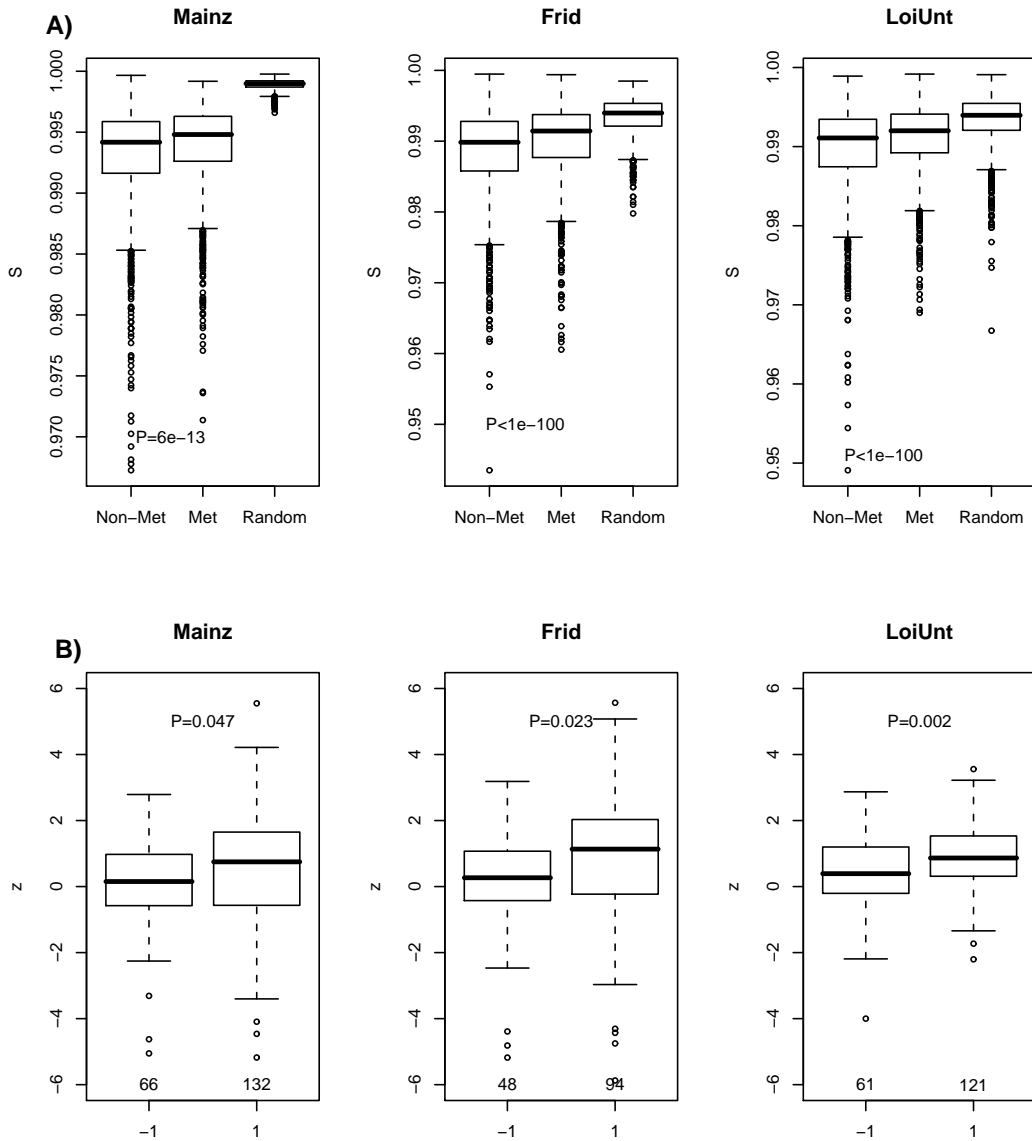 A)
Mainz
Frid
LoiUnt
S
0.970 0.975 0.980 0.985 0.990 0.995 1.000
P=6e−13
Non−Met Met Random
S
0.95 0.96 0.97 0.98 0.99 1.00
P<1e−100
Non−Met Met Random
S
0.95 0.96 0.97 0.98 0.99 1.00
P<1e−100
Non−Met Met Random
B)
Mainz
Frid
LoiUnt
z
−6 −4 −2 0 2 4 6
P=0.047
66 132
−1 1
z
−6 −4 −2 0 2 4 6
P=0.023
48 94
−1 1
z
−6 −4 −2 0 2 4 6
P=0.002
61 121
−1 1